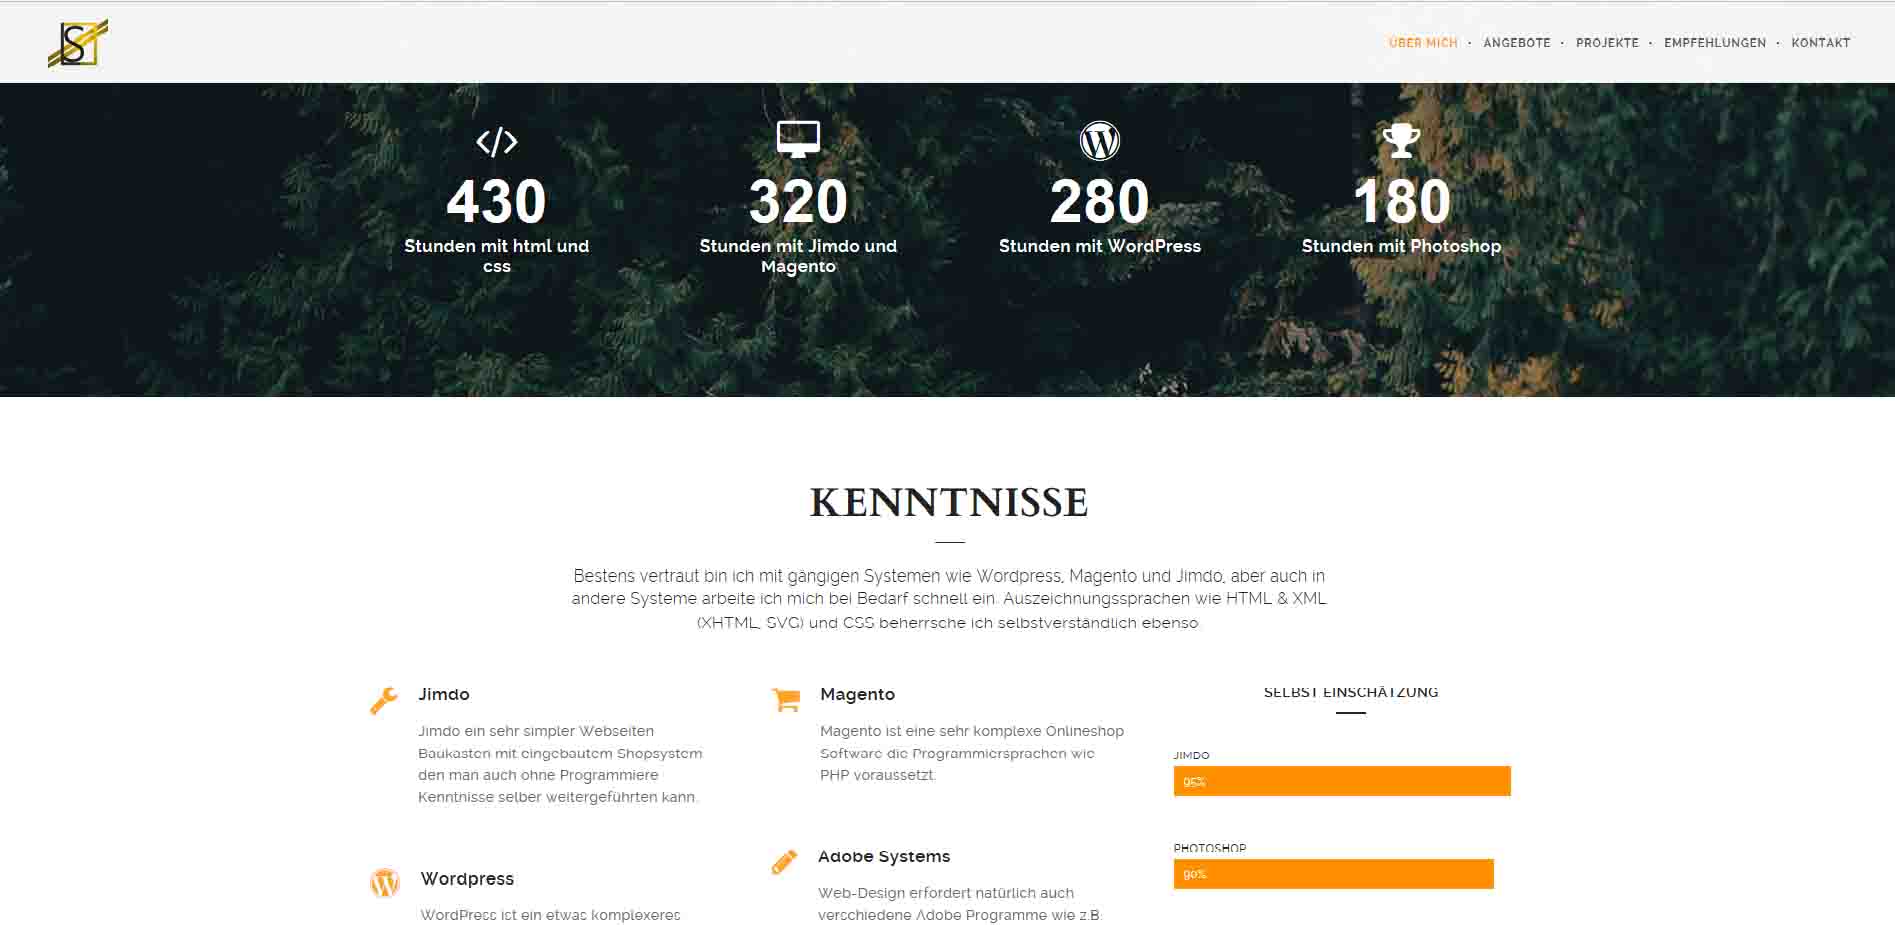 S
ÜBER MICH · ANGEBOTE · PROJEKTE · EMPFEHLUNGEN · KONTAKT
430
Stunden mit html und
css
320
Stunden mit Jimdo und
Magento
280
Stunden mit WordPress
180
Stunden mit Photoshop
KENNTNISSE
Bestens vertraut bin ich mit gängigen Systemen wie Wordpress, Magento und Jimdo, aber auch in
andere Systeme arbeite ich mich bei Bedarf schnell ein. Auszeichnungssprachen wie HTML & XML
(XHTML, SVG) und CSS beherrsche ich selbstverständlich ebenso.
Jimdo
Jimdo ein sehr simpler Webseiten
Baukasten mit eingebautem Shopsystem
den man auch ohne Programmiere
Kenntnisse selber weitergeführten kann.
Wordpress
WordPress ist ein etwas komplexeres
Magento
Magento ist eine sehr komplexe Onlineshop
Software die Programmiersprachen wie
PHP voraussetzt.
Adobe Systems
Web-Design erfordert natürlich auch
verschiedene Adobe Programme wie z.B.
SELBST EINSCHÄTZUNG
JIMDO
95%
PHOTOSHOP
90%